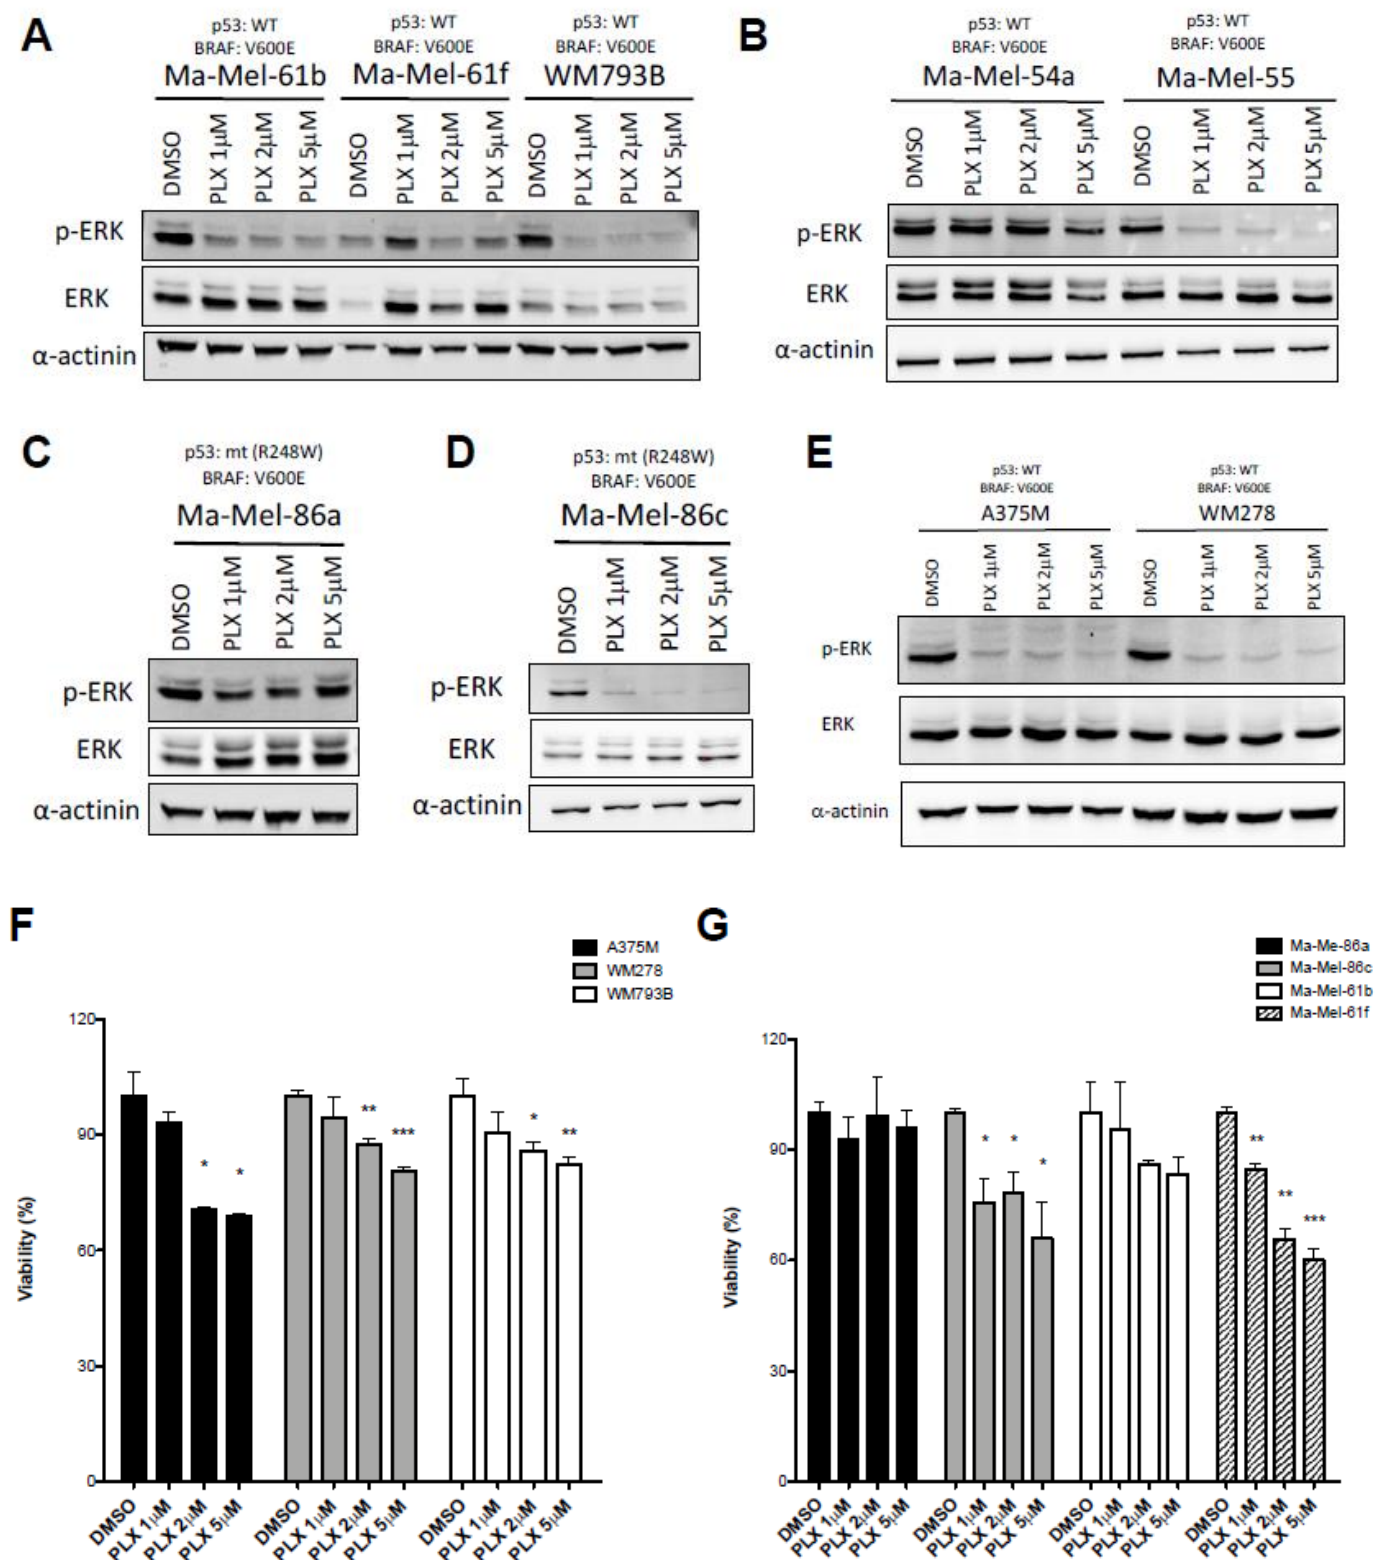 A
p53: WT
BRAF: V600E
Ma-Mel-61b
p53: WT
BRAF: V600E
Ma-Mel-61f
p53: WT
BRAF: V600E
WM793B
DMSO
PLX 1µM
PLX 2µM
PLX 5µM
DMSO
PLX 1µM
PLX 2µM
PLX 5µM
DMSO
PLX 1µM
PLX 2µM
PLX 5µM
p-ERK
ERK
α-actinin
B
p53: WT
BRAF: V600E
Ma-Mel-54a
p53: WT
BRAF: V600E
Ma-Mel-55
DMSO
PLX 1µM
PLX 2µM
PLX 5µM
DMSO
PLX 1µM
PLX 2µM
PLX 5µM
p-ERK
ERK
α-actinin
C
p53: mt (R248W)
BRAF: V600E
Ma-Mel-86a
DMSO
PLX 1µM
PLX 2µM
PLX 5µM
p-ERK
ERK
α-actinin
D
p53: mt (R248W)
BRAF: V600E
Ma-Mel-86c
DMSO
PLX 1µM
PLX 2µM
PLX 5µM
p-ERK
ERK
α-actinin
E
p53: WT
BRAF: V600E
A375M
p53: WT
BRAF: V600E
WM278
DMSO
PLX 1µM
PLX 2µM
PLX 5µM
DMSO
PLX 1µM
PLX 2µM
PLX 5µM
p-ERK
ERK
α-actinin
F
A375M
WM278
WM793B
Viability (%)
120
90
60
30
0
*
*
**
***
*
**
DMSO
PLX 1µM
PLX 2µM
PLX 5µM
DMSO
PLX 1µM
PLX 2µM
PLX 5µM
DMSO
PLX 1µM
PLX 2µM
PLX 5µM
G
Ma-Me-86a
Ma-Mel-86c
Ma-Mel-61b
Ma-Mel-61f
Viability (%)
120
90
60
30
0
*
*
*
**
**
***
DMSO
PLX 1µM
PLX 2µM
PLX 5µM
DMSO
PLX 1µM
PLX 2µM
PLX 5µM
DMSO
PLX 1µM
PLX 2µM
PLX 5µM
DMSO
PLX 1µM
PLX 2µM
PLX 5µM